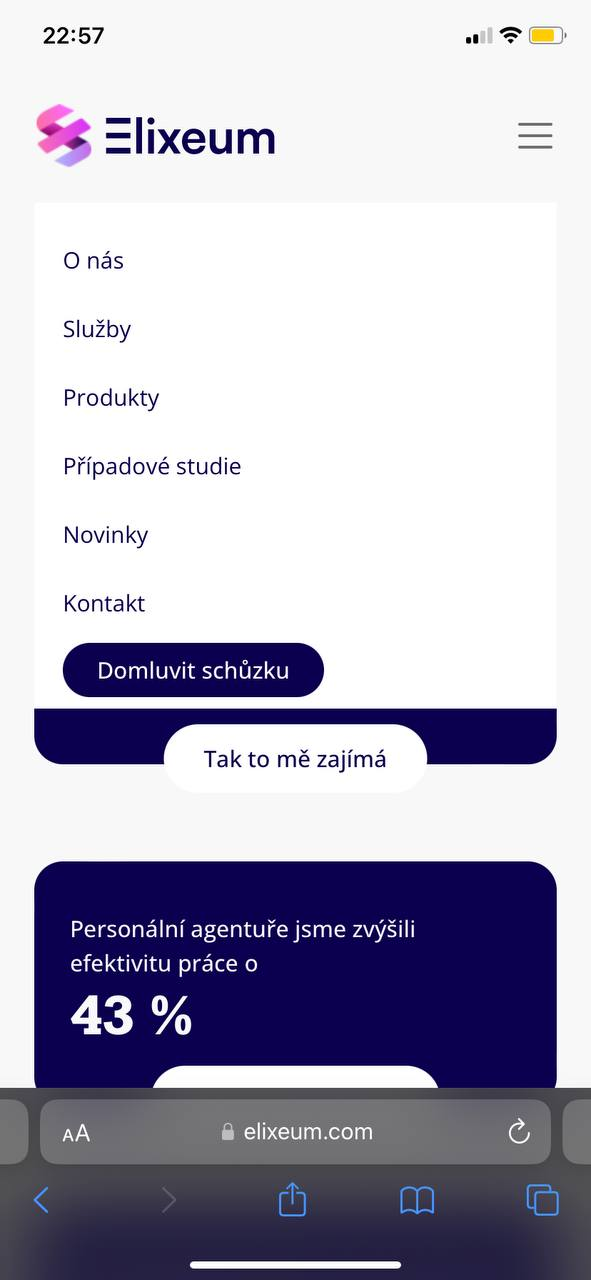 22:57
Elixeum
O nás
Služby
Produkty
Případové studie
Novinky
Kontakt
Domluvit schůzku
Tak to mě zajímá
Personální agentuře jsme zvýšili
efektivitu práce o
43 %
AA
elixeum.com